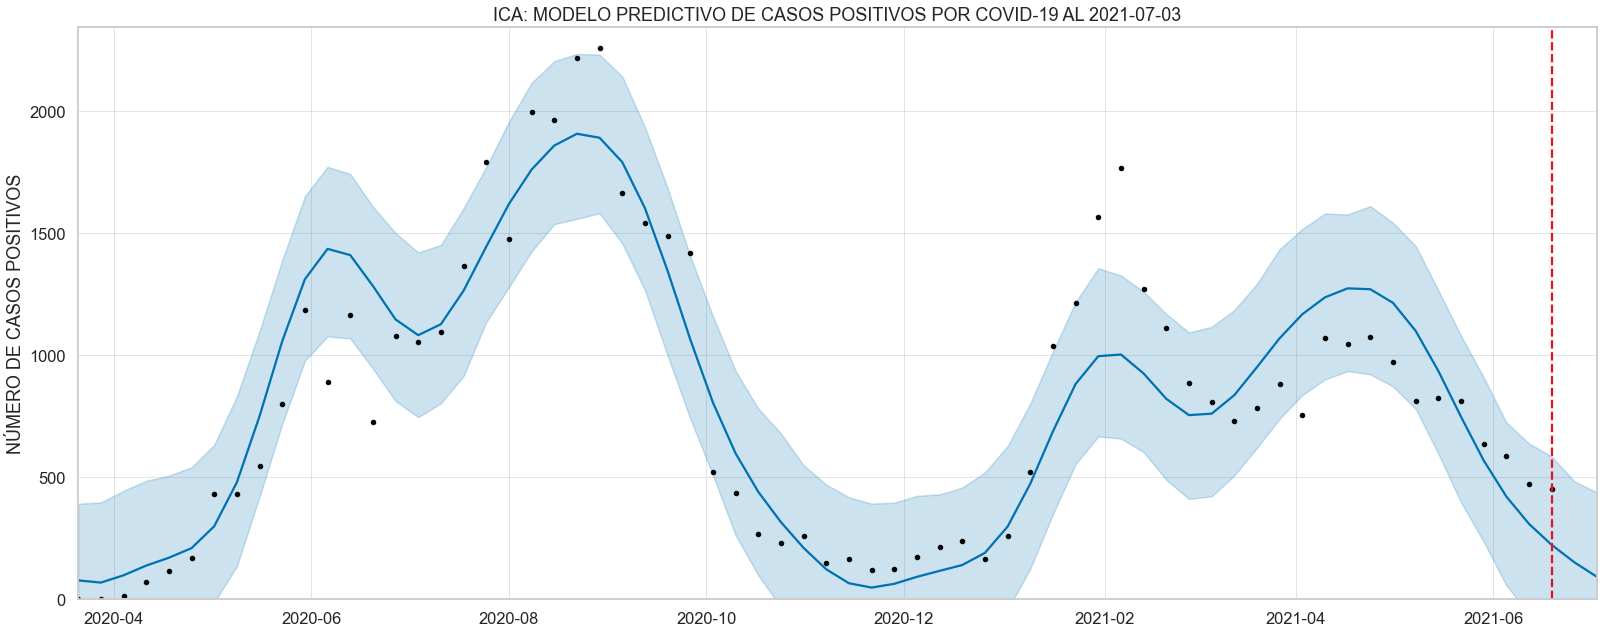 ICA: MODELO PREDICTIVO DE CASOS POSITIVOS POR COVID-19 AL 2021-07-03
NÚMERO DE CASOS POSITIVOS
2000
1500
1000
500
0
2020-04 2020-06 2020-08 2020-10 2020-12 2021-02 2021-04 2021-06